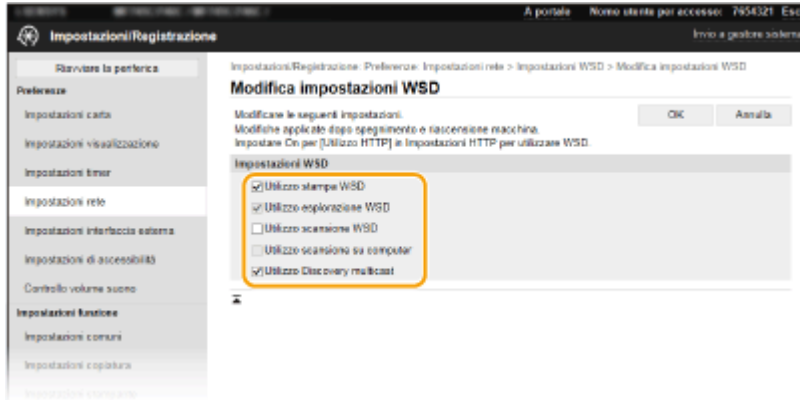 A portale Nome utente per accesso: 7654321 Esc
Impostazioni/Registrazione
Invio a gestore sistema
Riavviare la periferica
Preferenze
Impostazioni carta
Impostazioni visualizzazione
Impostazioni timer
Impostazioni rete
Impostazioni interfaccia esterna
Impostazioni di accessibilità
Controllo volume suono
Impostazioni funzione
Impostazioni comuni
Impostazioni copiatura
Impostazioni/Registrazione: Preferenze: Impostazioni rete > Impostazioni WSD > Modifica impostazioni WSD
Modifica impostazioni WSD
Modificare le seguenti impostazioni.
Modifiche applicate dopo spegnimento e riascensione macchina.
Impostare On per [Utilizzo HTTP] in Impostazioni HTTP per utilizzare WSD.
OK
Annulla
Impostazioni WSD
Utilizzo stampa WSD
Utilizzo esplorazione WSD
Utilizzo scansione WSD
Utilizzo scansione su computer
Utilizzo Discovery multicast